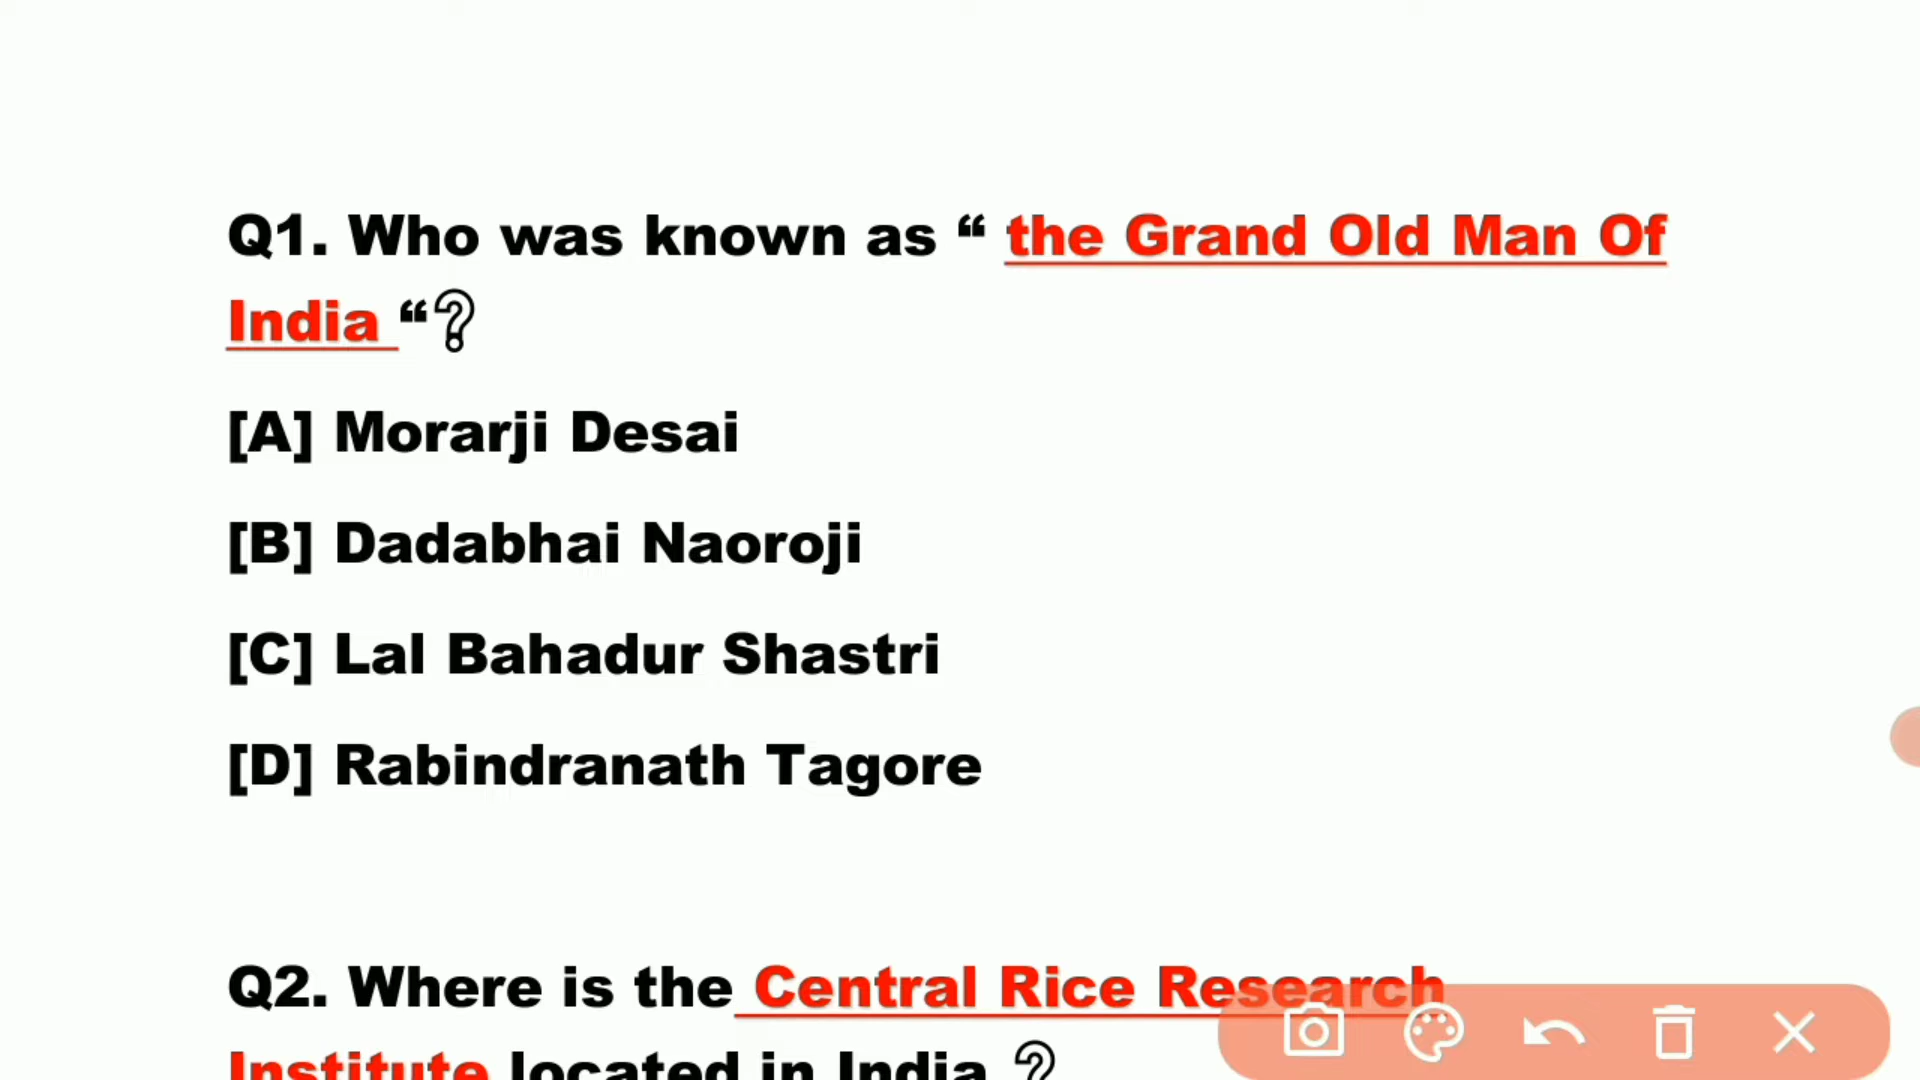 Q1. Who was known as “ the Grand Old Man Of
India “?
[A] Morarji Desai
[B] Dadabhai Naoroji
[C] Lal Bahadur Shastri
[D] Rabindranath Tagore
Q2. Where is the Central Rice Research
Institute located in India ?